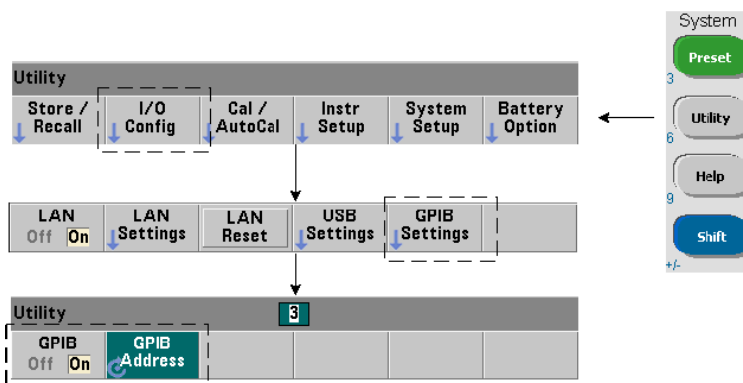 System
Preset
3
Utility
6
Help
9
Shift
+/-
Utility
Store / Recall
I/O Config
Cal / AutoCal
Instr Setup
System Setup
Battery Option
LAN
Off On
LAN Settings
LAN Reset
USB Settings
GPIB Settings
Utility
3
GPIB
Off On
GPIB Address